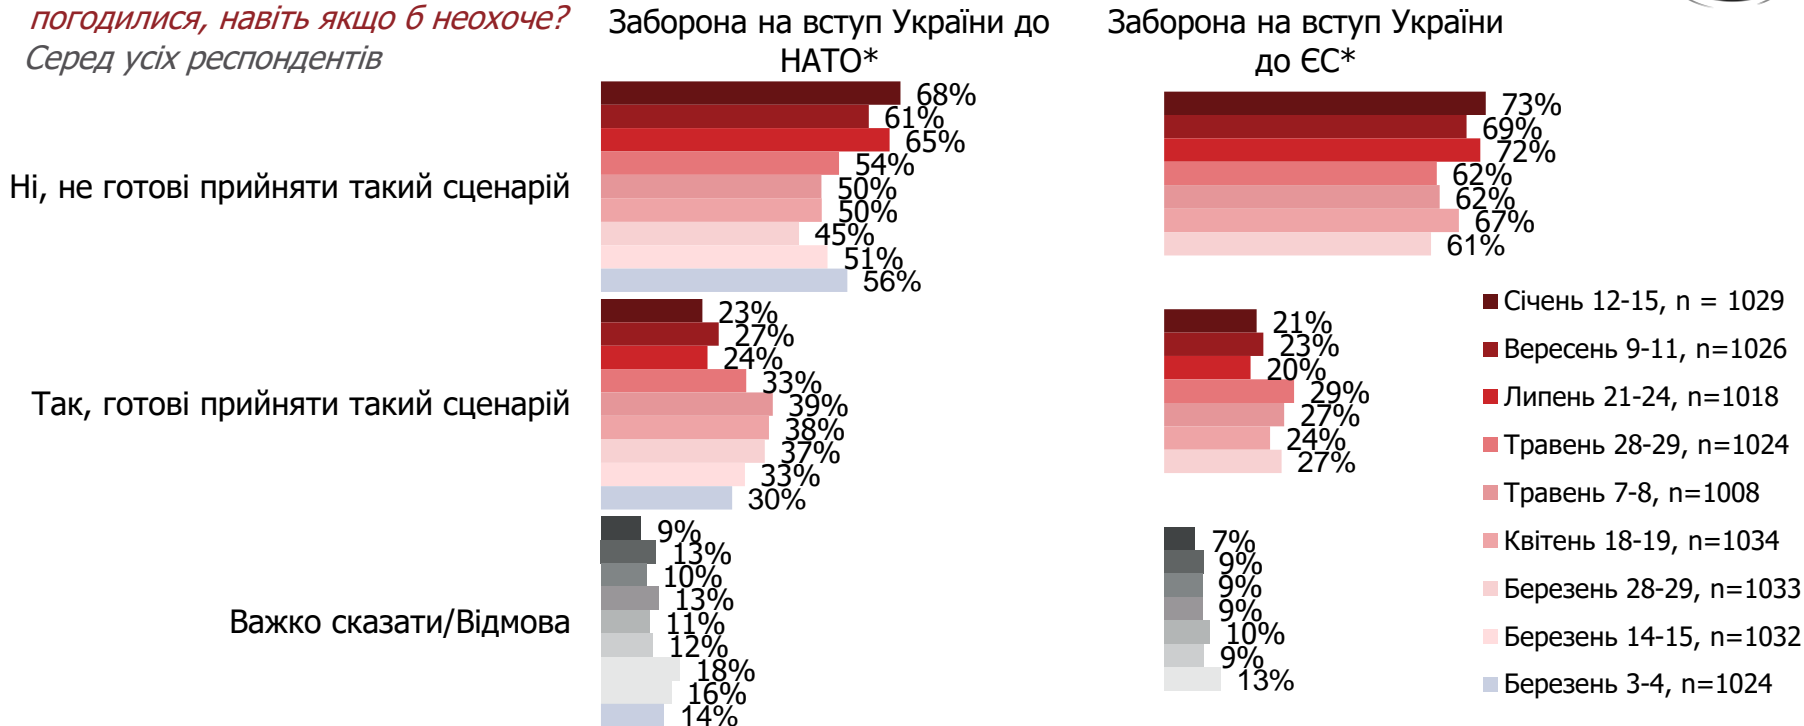 погодилися, навіть якщо б неохоче?
Серед усіх респондентів
Заборона на вступ України до
НАТО*
Заборона на вступ України
до ЄС*
Ні, не готові прийняти такий сценарій
68%
61%
65%
54%
50%
50%
45%
51%
56%
73%
69%
72%
62%
62%
67%
61%
Так, готові прийняти такий сценарій
23%
27%
24%
33%
39%
38%
37%
33%
30%
21%
23%
20%
29%
27%
24%
27%
Важко сказати/Відмова
9%
13%
10%
13%
11%
12%
18%
16%
14%
7%
9%
9%
9%
10%
9%
13%
Січень 12-15, n = 1029
Вересень 9-11, n=1026
Липень 21-24, n=1018
Травень 28-29, n=1024
Травень 7-8, n=1008
Квітень 18-19, n=1034
Березень 28-29, n=1033
Березень 14-15, n=1032
Березень 3-4, n=1024